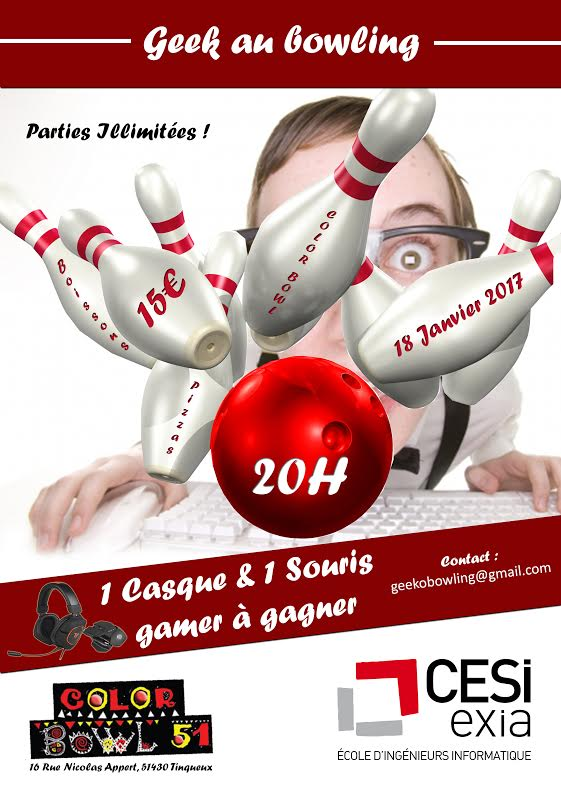 Geek au bowling
Parties Illimitées !
COLOR BOWL
Boissons
15€
18 Janvier 2017
Pizzas
20H
1 Casque & 1 Souris
gamer à gagner
Contact :
geekobowling@gmail.com
COLOR
BOWL 51
16 Rue Nicolas Appert, 51430 Tinqueux
CESi
exia
ÉCOLE D'INGÉNIEURS INFORMATIQUE